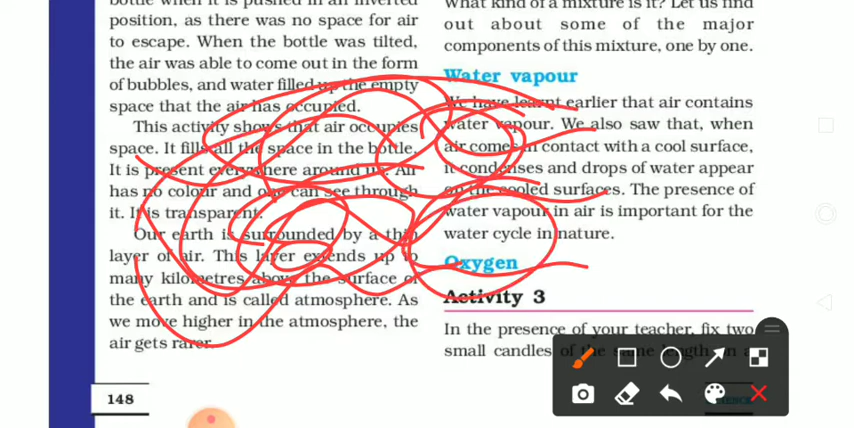 bottle when it is pushed in an inverted
position, as there was no space for air
to escape. When the bottle was tilted,
the air was able to come out in the form
of bubbles, and water filled up the empty
space that the air has occupied.
This activity shows that air occupies
space. It fills all the space in the bottle.
It is present everywhere around us. Air
has no colour and one can see through
it. It is transparent.
Our earth is surrounded by a thin
layer of air. This layer extends up to
many kilometres above the surface of
the earth and is called atmosphere. As
we move higher in the atmosphere, the
air gets rarer.
148
What kind of a mixture is it? Let us find
out about some of the major
components of this mixture, one by one.
Water vapour
We have learnt earlier that air contains
water vapour. We also saw that, when
air comes in contact with a cool surface,
it condenses and drops of water appear
on the cooled surfaces. The presence of
water vapour in air is important for the
water cycle in nature.
Oxygen
Activity 3
In the presence of your teacher, fix two
small candles of the same length in a